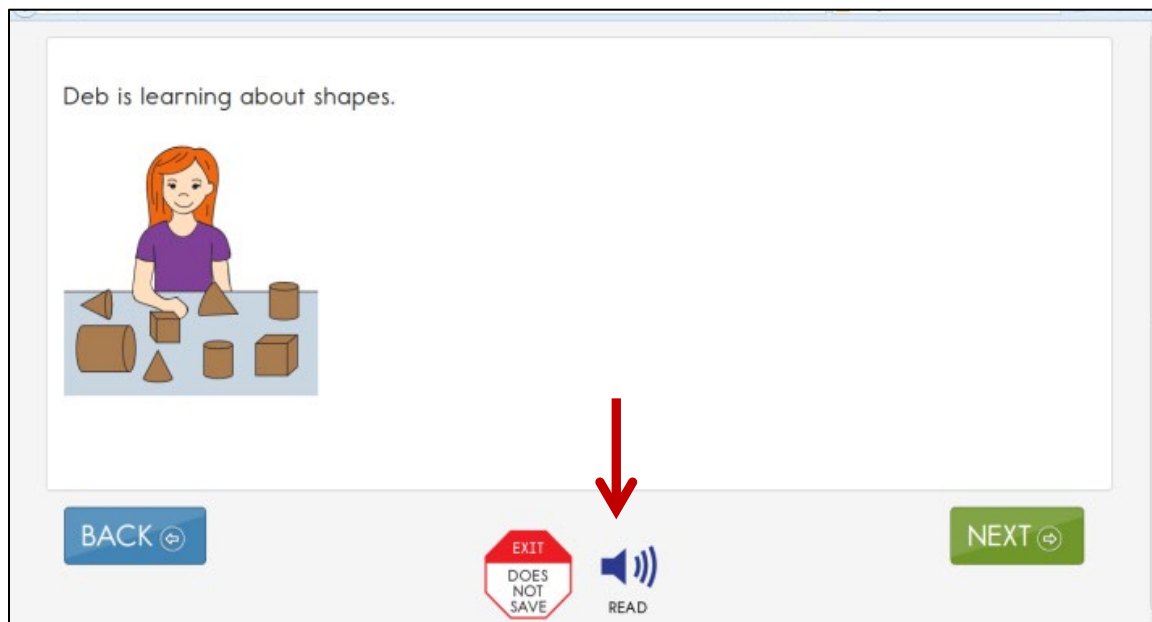 Deb is learning about shapes.
BACK
EXIT
DOES
NOT
SAVE
READ
NEXT